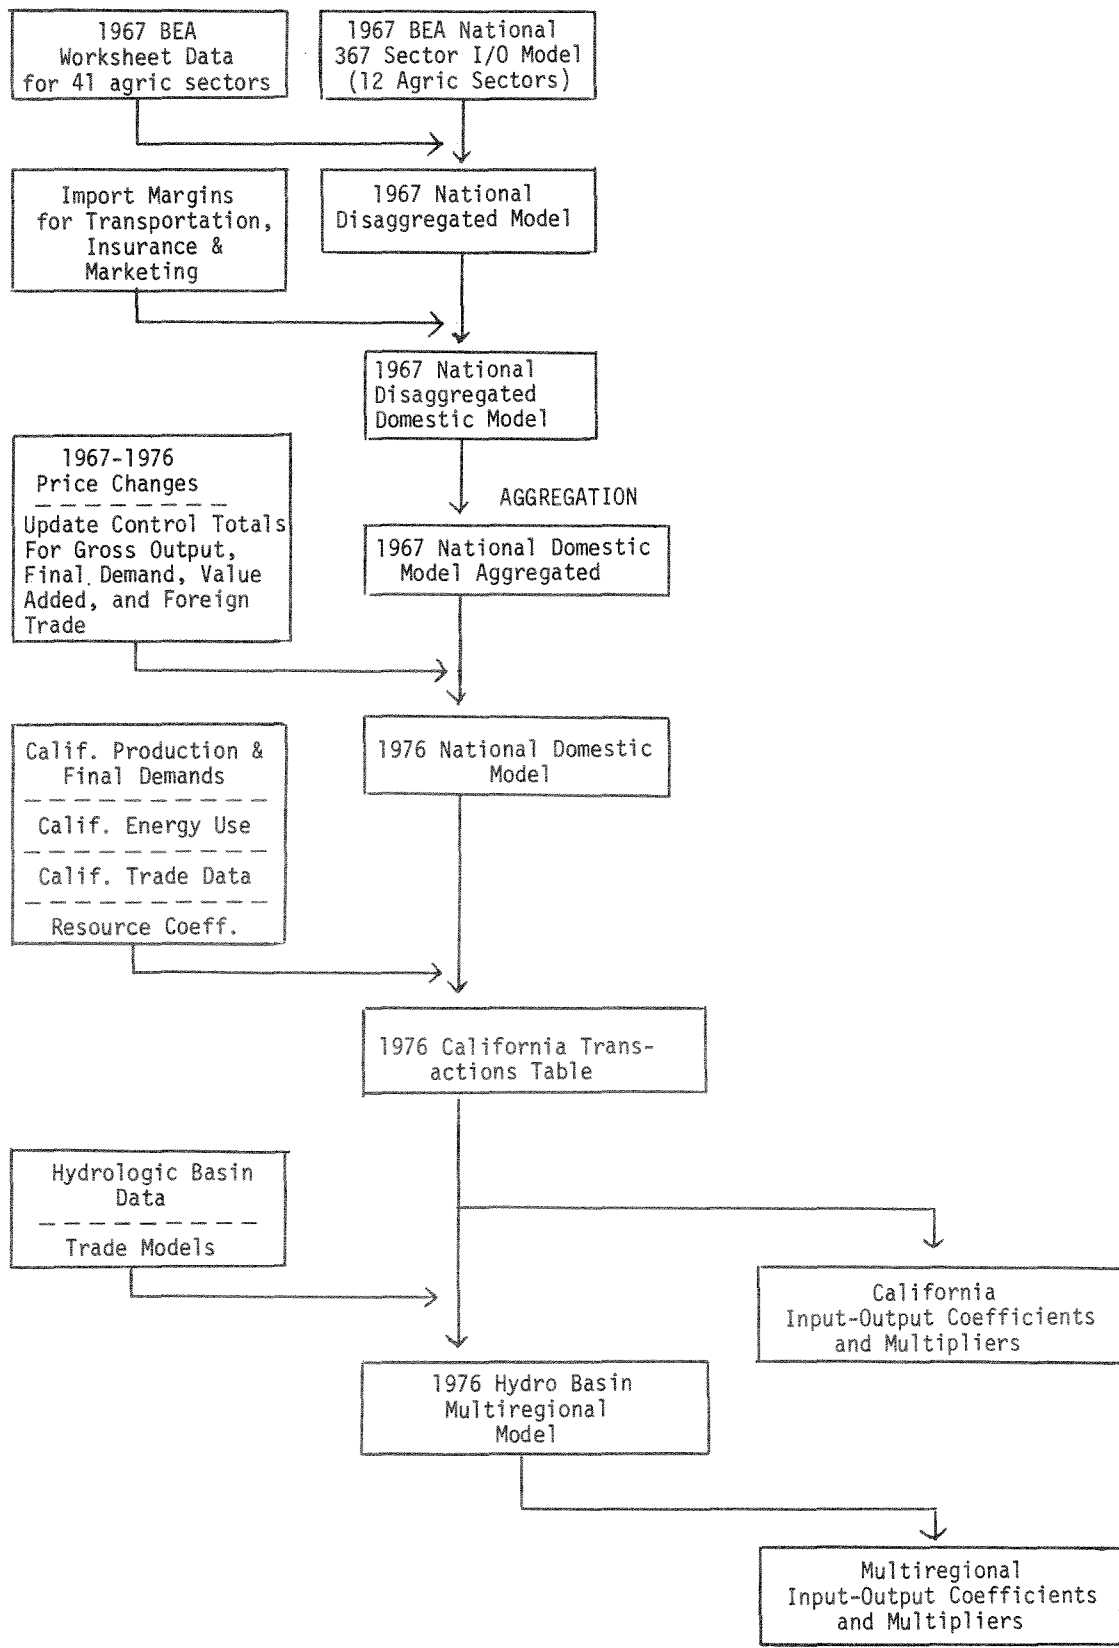 1967 BEA
Worksheet Data
for 41 agric sectors
1967 BEA National
367 Sector I/O Model
(12 Agric Sectors)
Import Margins
for Transportation,
Insurance &
Marketing
1967 National
Disaggregated Model
1967 National
Disaggregated
Domestic Model
1967-1976
Price Changes
Update Control Totals
For Gross Output,
Final Demand, Value
Added, and Foreign
Trade
AGGREGATION
1967 National Domestic
Model Aggregated
Calif. Production &
Final Demands
Calif. Energy Use
Calif. Trade Data
Resource Coeff.
1976 National Domestic
Model
1976 California Trans-
actions Table
Hydrologic Basin
Data
Trade Models
California
Input-Output Coefficients
and Multipliers
1976 Hydro Basin
Multiregional
Model
Multiregional
Input-Output Coefficients
and Multipliers